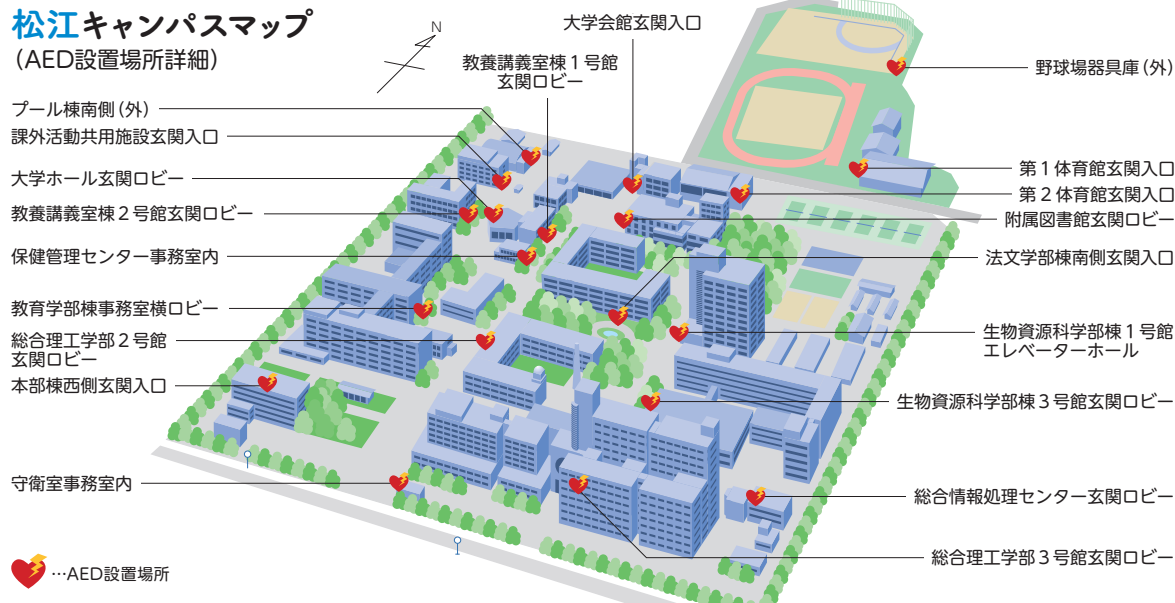 松江キャンパスマップ
(AED設置場所詳細)
N
大学会館玄関入口
教養講義室棟1号館
玄関ロビー
プール棟南側(外)
課外活動共用施設玄関入口
大学ホール玄関ロビー
教養講義室棟2号館玄関ロビー
保健管理センター事務室内
教育学部棟事務室横ロビー
総合理工学部2号館
玄関ロビー
本部棟西側玄関入口
守衛室事務室内
野球場器具庫(外)
第1体育館玄関入口
第2体育館玄関入口
附属図書館玄関ロビー
法文学部棟南側玄関入口
生物資源科学部棟1号館
エレベーターホール
生物資源科学部棟3号館玄関ロビー
総合情報処理センター玄関ロビー
総合理工学部3号館玄関ロビー
…AED設置場所